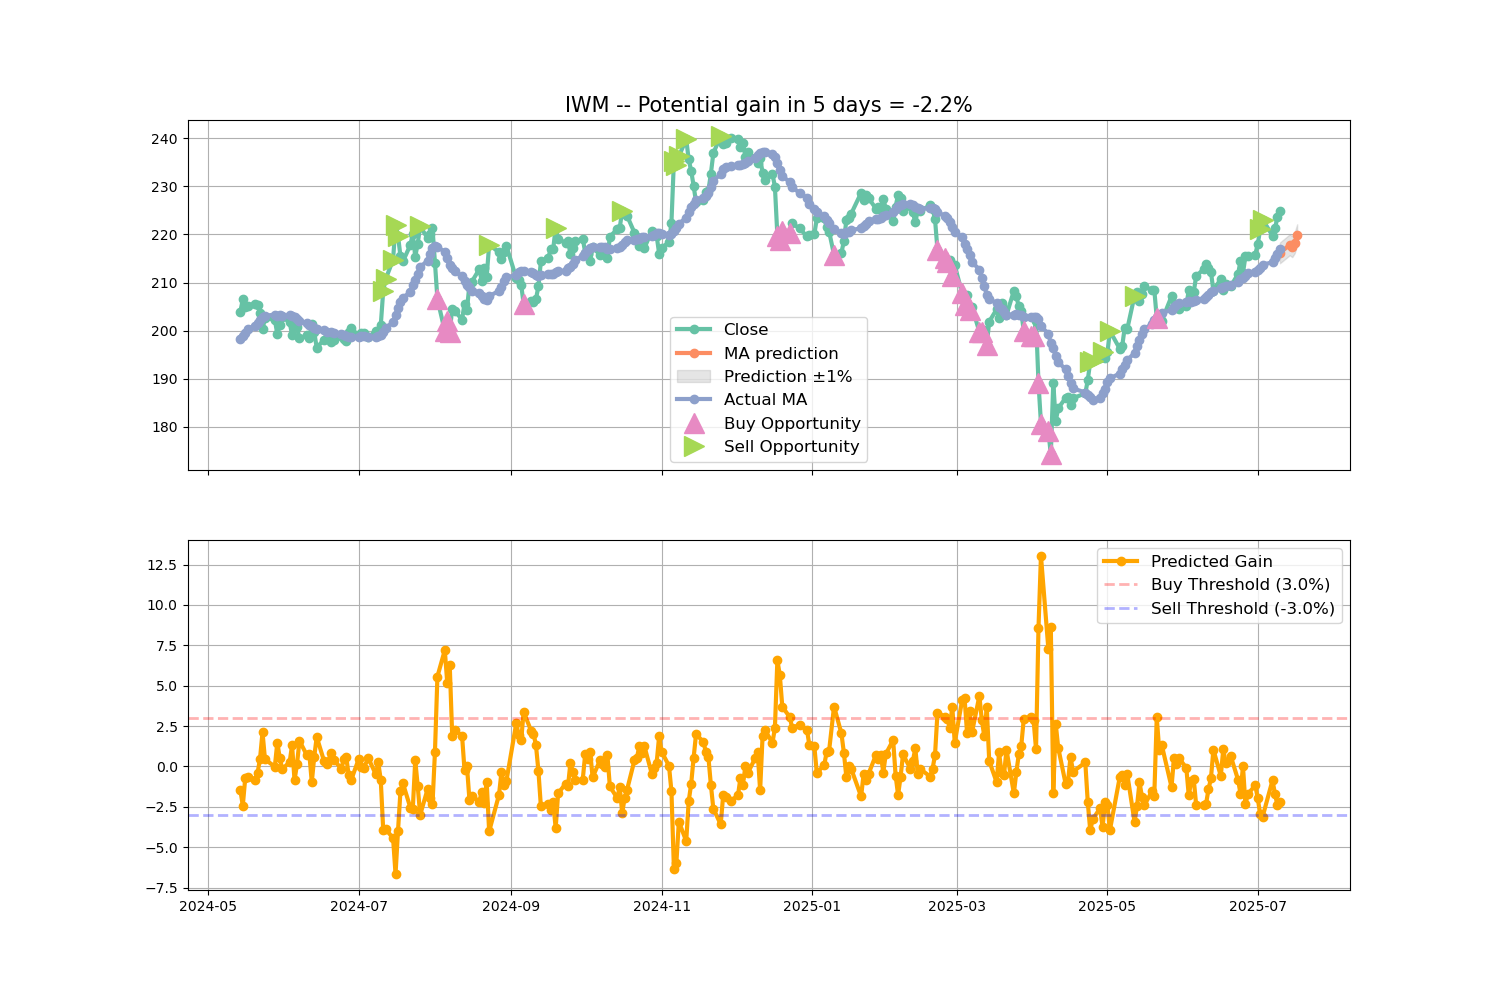 IWM -- Potential gain in 5 days = -2.2%
240
230
220
210
200
190
180
Close
MA prediction
Prediction ±1%
Actual MA
Buy Opportunity
Sell Opportunity
12.5
10.0
7.5
5.0
2.5
0.0
−2.5
−5.0
−7.5
Predicted Gain
Buy Threshold (3.0%)
Sell Threshold (-3.0%)
2024-05
2024-07
2024-09
2024-11
2025-01
2025-03
2025-05
2025-07